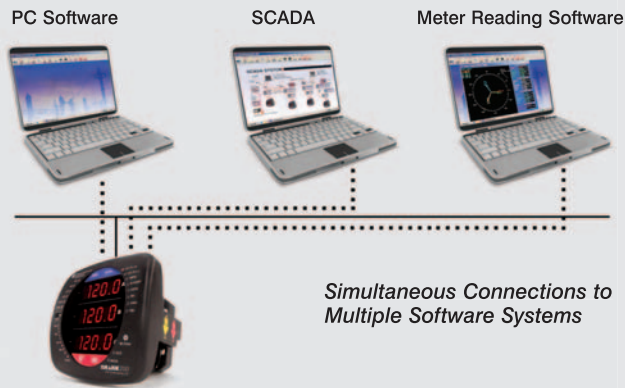 PC Software
SCADA
Meter Reading Software
120.0
120.0
120.0
Simultaneous Connections to
Multiple Software Systems